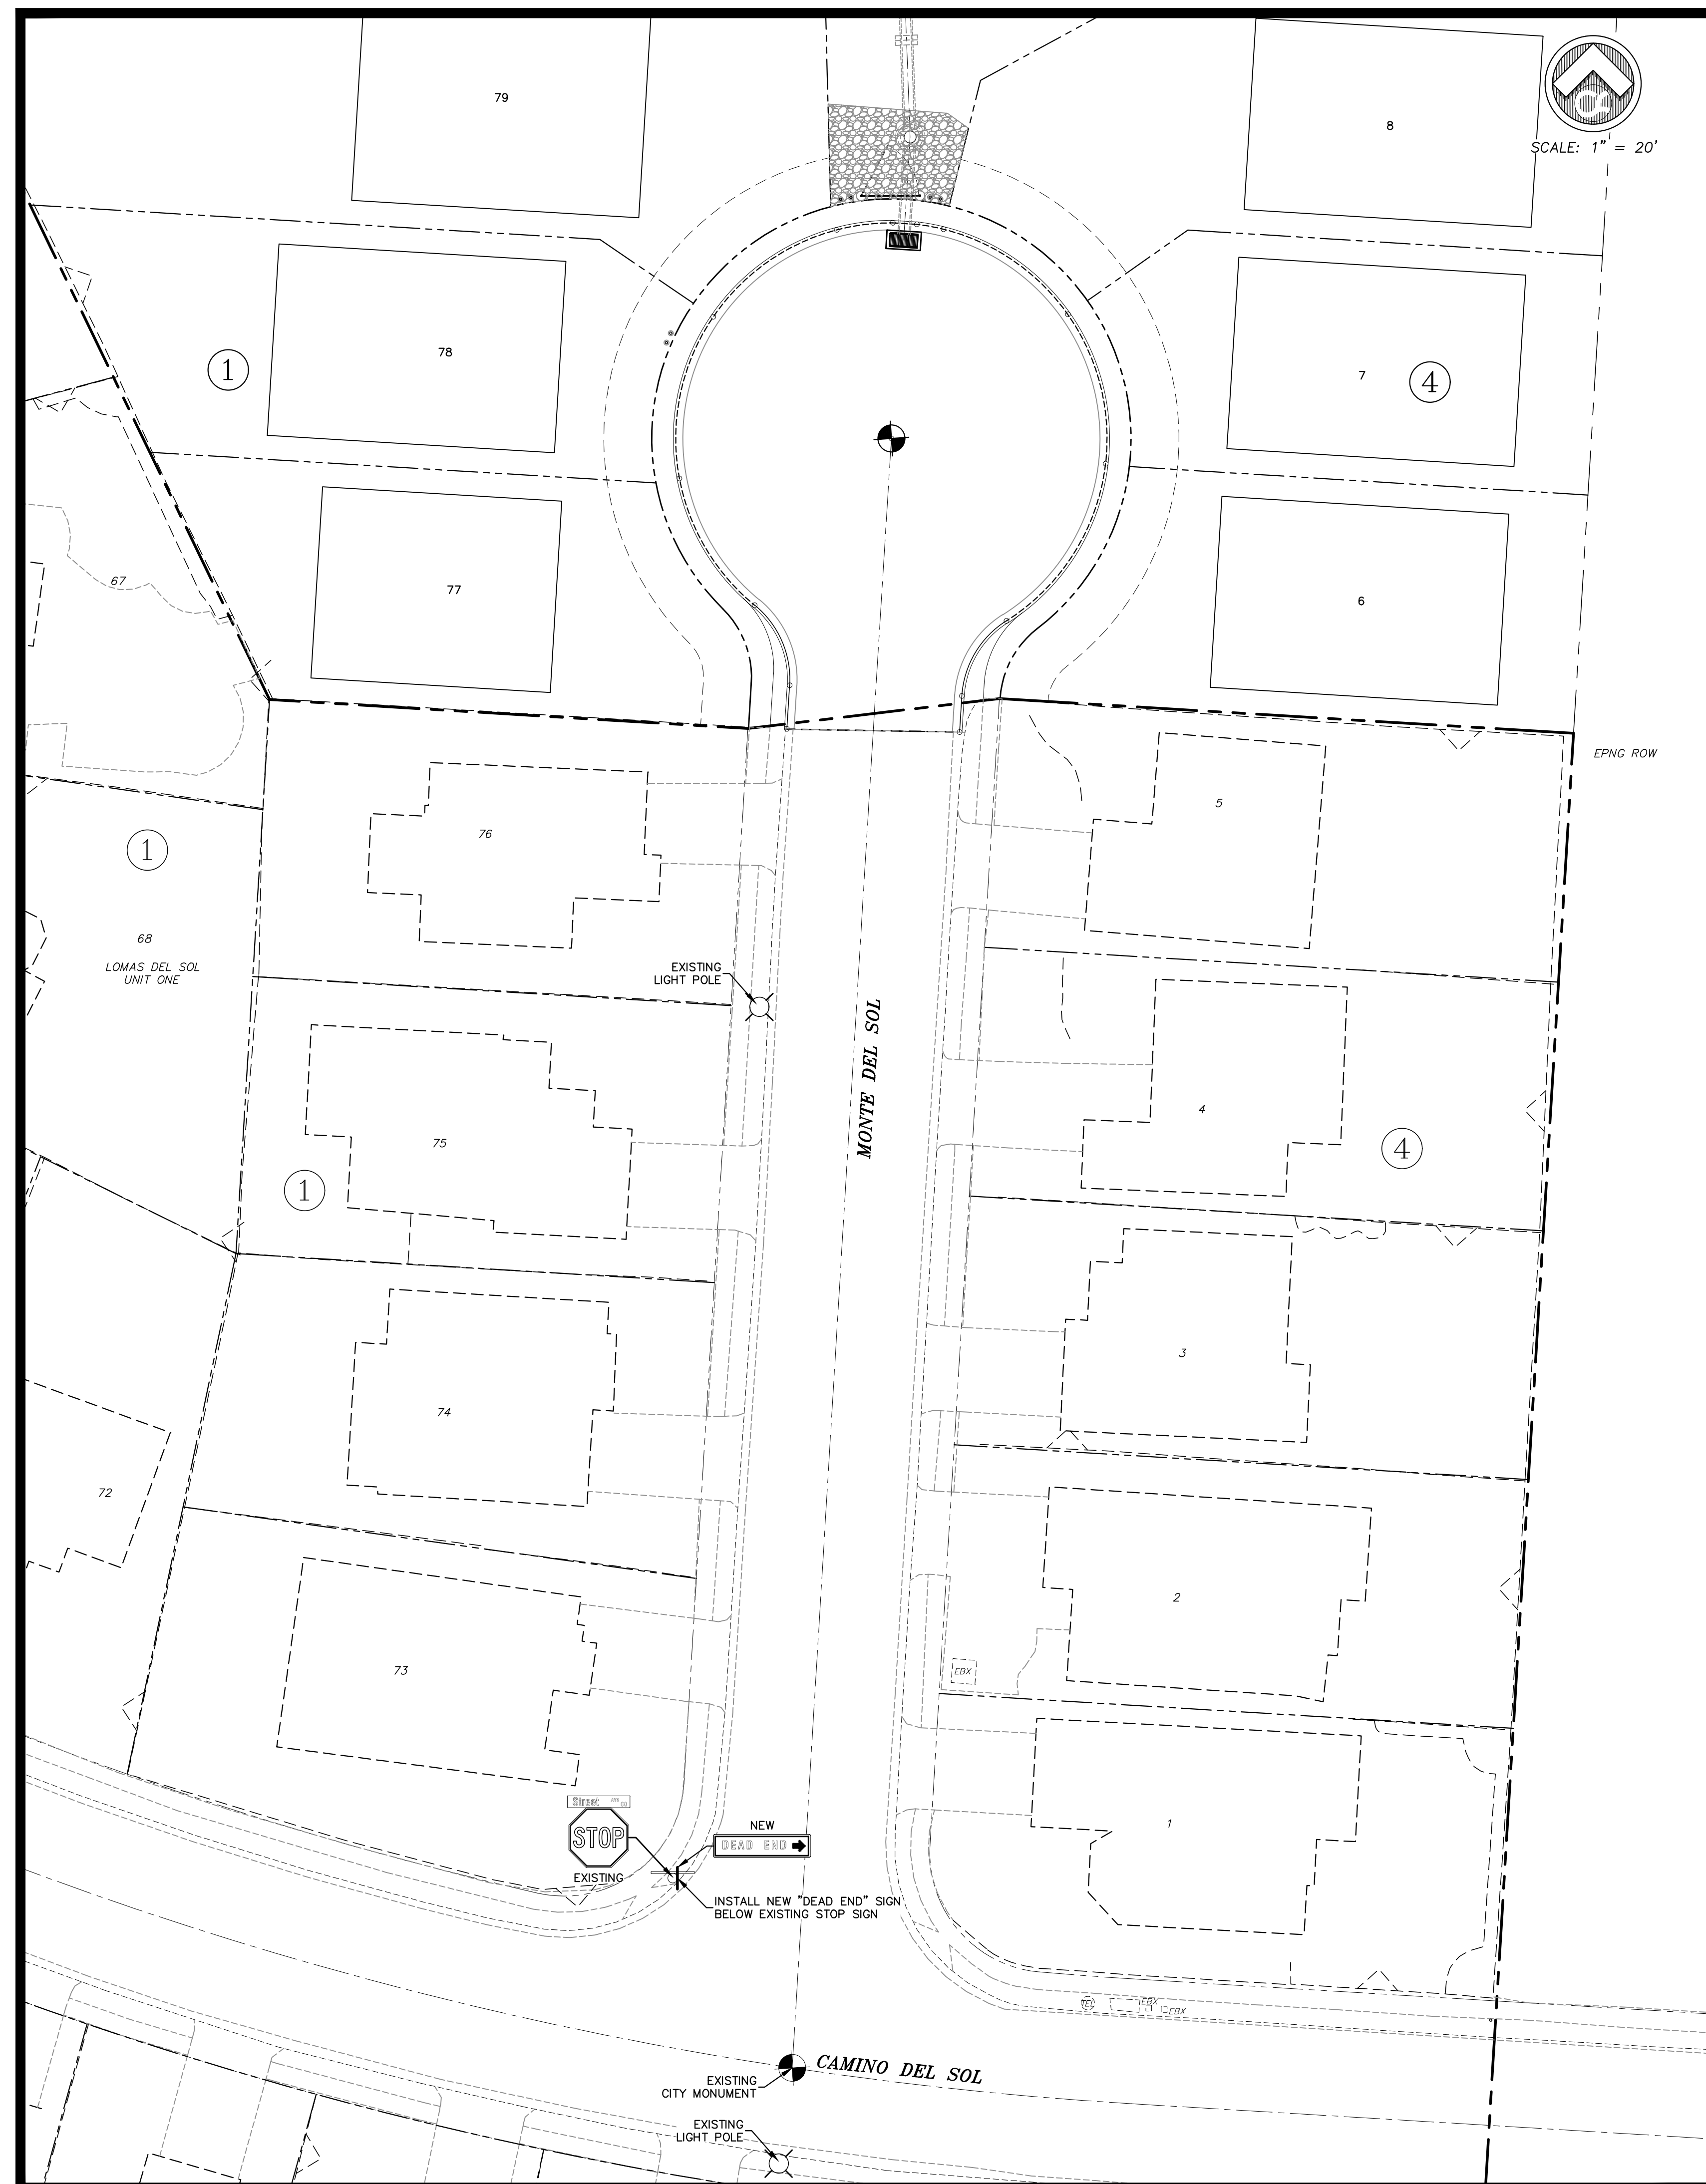 79
8
SCALE: 1" = 20'
78
1
7
4
67
77
6
EPNG ROW
5
76
1
68
LOMAS DEL SOL
UNIT ONE
EXISTING
LIGHT POLE
MONTE DEL SOL
4
75
4
1
3
74
72
2
73
EBX
Street
STOP
EXISTING
NEW
DEAD END
1
INSTALL NEW "DEAD END" SIGN
BELOW EXISTING STOP SIGN
TEL
EBX
EBX
CAMINO DEL SOL
EXISTING
CITY MONUMENT
EXISTING
LIGHT POLE